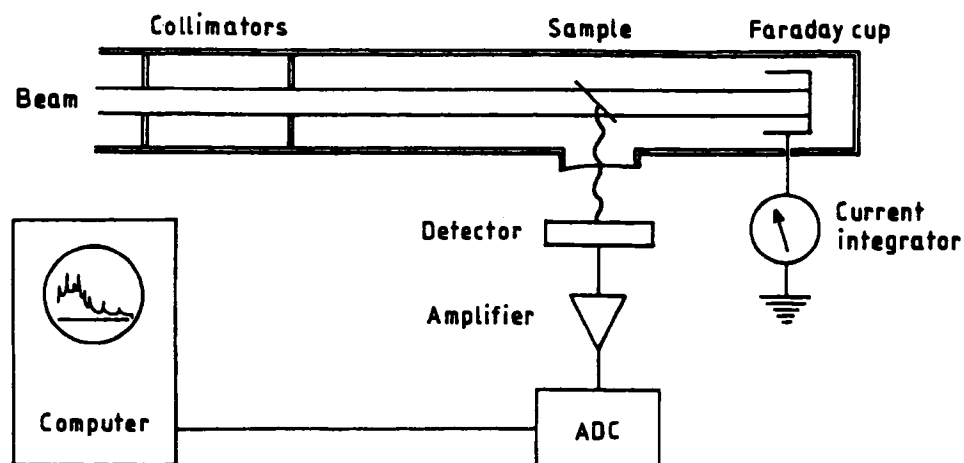 Collimators
Sample
Faraday cup
Beam
Detector
Current
integrator
Amplifier
Computer
ADC